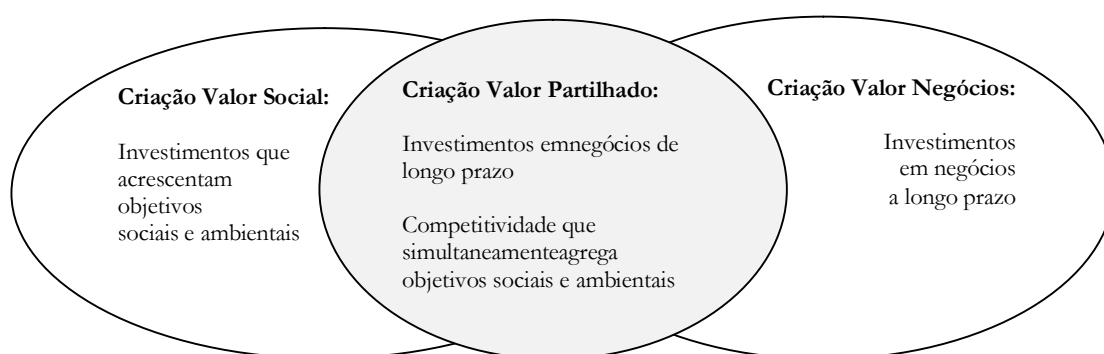 Criação Valor Social:
Investimentos que
acrescentam
objetivos
sociais e ambientais
Criação Valor Partilhado:
Investimentos emnegócios de
longo prazo
Competitividade que
simultaneamenteagrega
objetivos sociais e ambientais
Criação Valor Negócios:
Investimentos
em negócios
a longo prazo